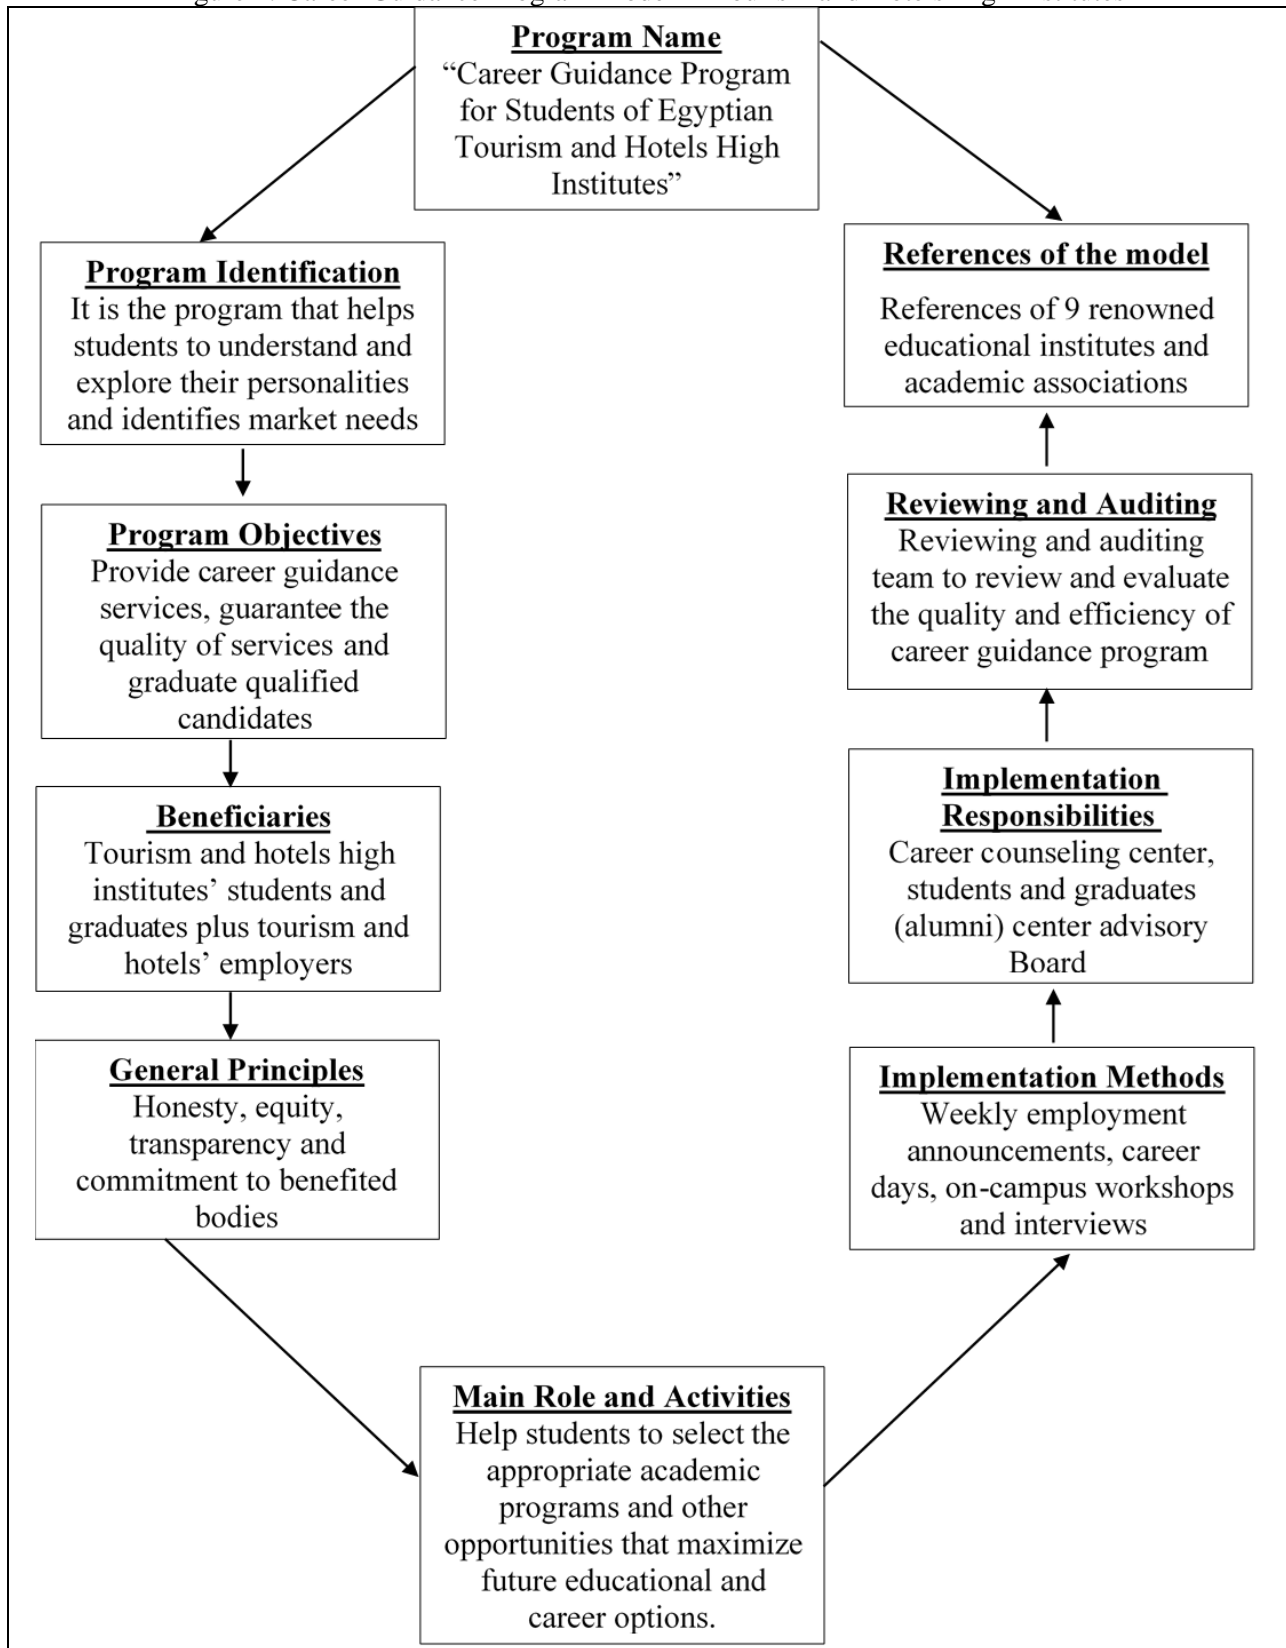 Program Name
“Career Guidance Program
for Students of Egyptian
Tourism and Hotels High
Institutes”
Program Identification
It is the program that helps
students to understand and
explore their personalities
and identifies market needs
Program Objectives
Provide career guidance
services, guarantee the
quality of services and
graduate qualified
candidates
Beneficiaries
Tourism and hotels high
institutes’ students and
graduates plus tourism and
hotels’ employers
General Principles
Honesty, equity,
transparency and
commitment to benefited
bodies
Main Role and Activities
Help students to select the
appropriate academic
programs and other
opportunities that maximize
future educational and
career options.
Implementation Methods
Weekly employment
announcements, career
days, on-campus workshops
and interviews
Implementation
Responsibilities
Career counseling center,
students and graduates
(alumni) center advisory
Board
Reviewing and Auditing
Reviewing and auditing
team to review and evaluate
the quality and efficiency of
career guidance program
References of the model
References of 9 renowned
educational institutes and
academic associations